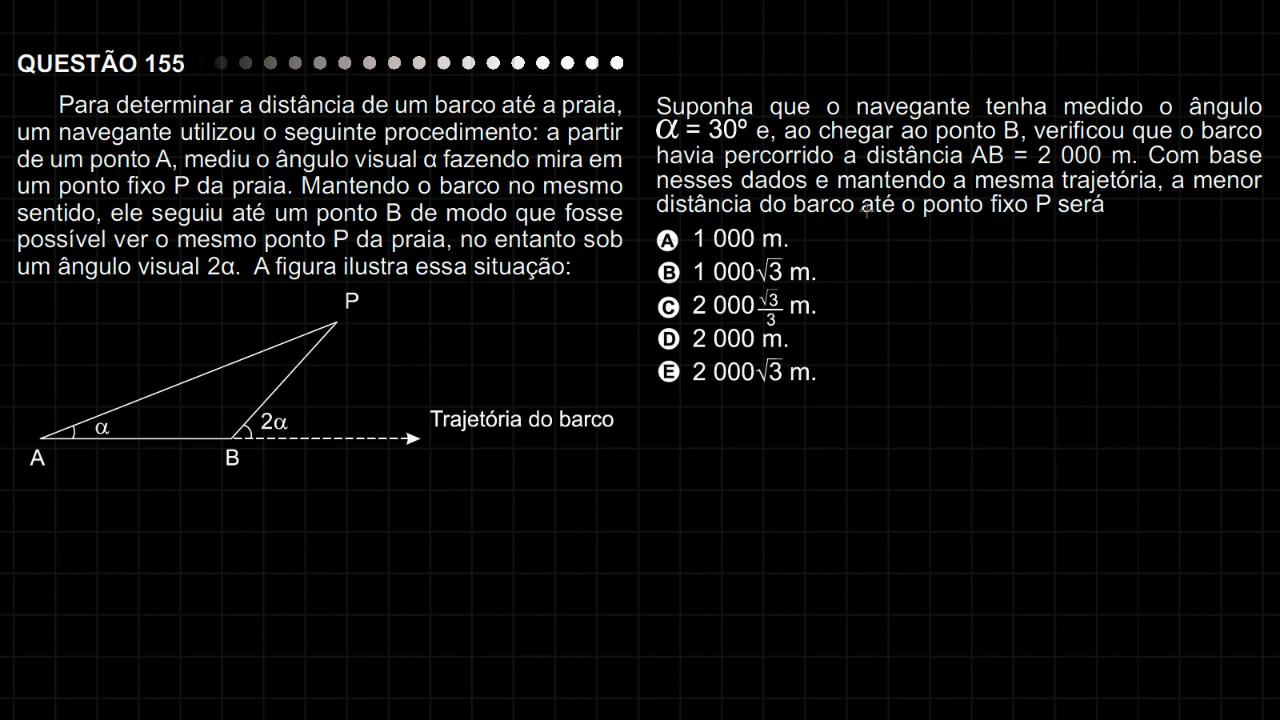 QUESTÃO 155
Para determinar a distância de um barco até a praia,
um navegante utilizou o seguinte procedimento: a partir
de um ponto A, mediu o ângulo visual α fazendo mira em
um ponto fixo P da praia. Mantendo o barco no mesmo
sentido, ele seguiu até um ponto B de modo que fosse
possível ver o mesmo ponto P da praia, no entanto sob
um ângulo visual 2α. A figura ilustra essa situação:
P
α
2α
Trajetória do barco
A
B
Suponha que o navegante tenha medido o ângulo
α = 30º e, ao chegar ao ponto B, verificou que o barco
havia percorrido a distância AB = 2 000 m. Com base
nesses dados e mantendo a mesma trajetória, a menor
distância do barco até o ponto fixo P será
A 1 000 m.
B 1 000√3 m.
C 2 000 √3/3 m.
D 2 000 m.
E 2 000√3 m.